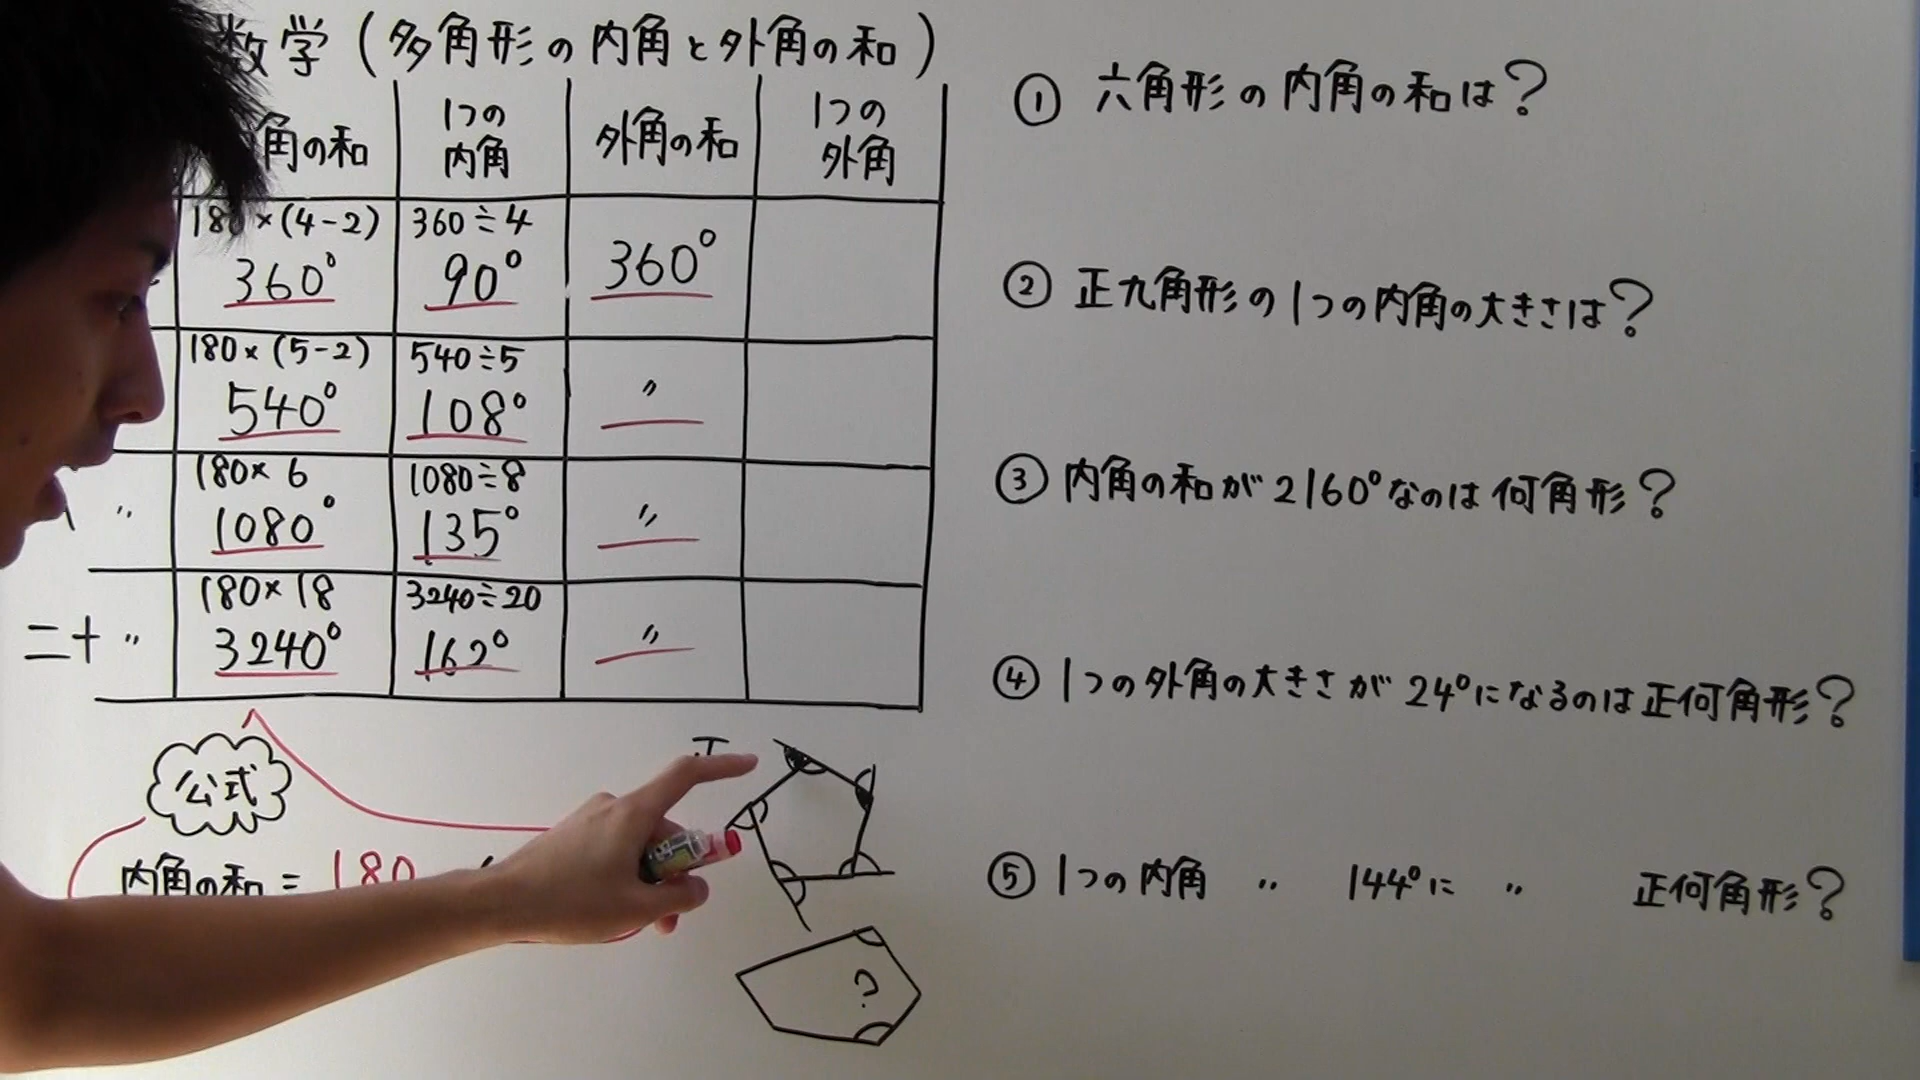 数学(多角形の内角と外角の和)
角の和 1つの内角 外角の和 1つの外角
180×(4-2) 360÷4
360° 90° 360°
180×(5-2) 540÷5
540° 108° 〃
180×6 1080÷8
〃 1080° 135° 〃
180×18 3240÷20
二十〃 3240° 162° 〃
公式
内角の和=180
正
?
① 六角形の内角の和は?
② 正九角形の1つの内角の大きさは?
③ 内角の和が2160°なのは何角形?
④ 1つの外角の大きさが24°になるのは正何角形?
⑤ 1つの内角 〃 144°に 〃 正何角形?